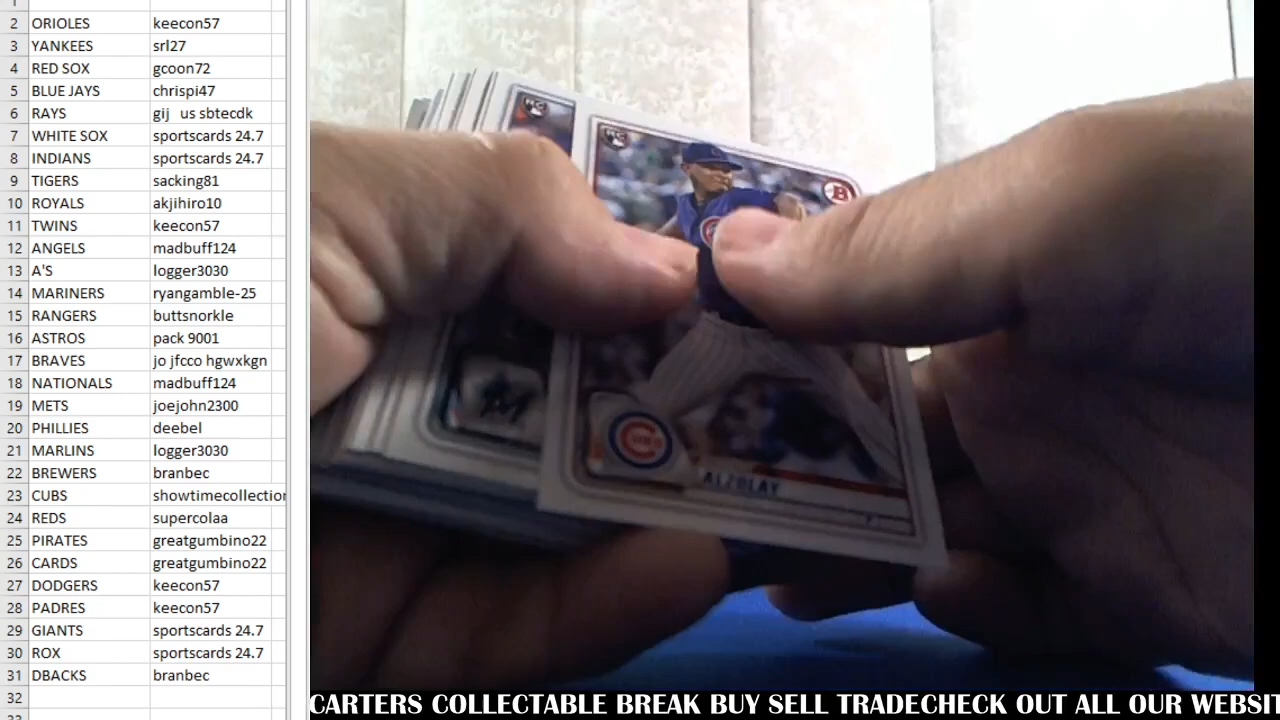 2 ORIOLES keecon57
3 YANKEES srl27
4 RED SOX gcoon72
5 BLUE JAYS chrispi47
6 RAYS gij us sbtecdk
7 WHITE SOX sportscards 24.7
8 INDIANS sportscards 24.7
9 TIGERS sacking81
10 ROYALS akjihiro10
11 TWINS keecon57
12 ANGELS madbuff124
13 A'S logger3030
14 MARINERS ryangamble-25
15 RANGERS buttsnorkle
16 ASTROS pack 9001
17 BRAVES jo jfcco hgwxkgn
18 NATIONALS madbuff124
19 METS joejohn2300
20 PHILLIES deebel
21 MARLINS logger3030
22 BREWERS branbec
23 CUBS showtimecollection
24 REDS supercolaa
25 PIRATES greatgumbino22
26 CARDS greatgumbino22
27 DODGERS keecon57
28 PADRES keecon57
29 GIANTS sportscards 24.7
30 ROX sportscards 24.7
31 DBACKS branbec
32
RC
RC
B
CUBS
ALZOLAY
CARTERS COLLECTABLE BREAK BUY SELL TRADECHECK OUT ALL OUR WEBSIT